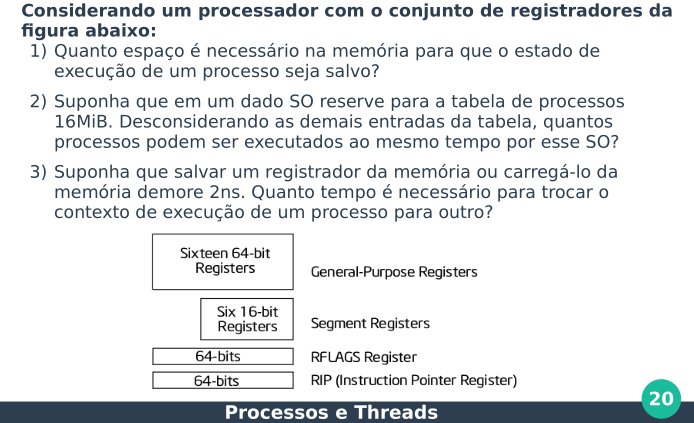 Considerando um processador com o conjunto de registradores da
figura abaixo:
1) Quanto espaço é necessário na memória para que o estado de
execução de um processo seja salvo?
2) Suponha que em um dado SO reserve para a tabela de processos
16MiB. Desconsiderando as demais entradas da tabela, quantos
processos podem ser executados ao mesmo tempo por esse SO?
3) Suponha que salvar um registrador da memória ou carregá-lo da
memória demore 2ns. Quanto tempo é necessário para trocar o
contexto de execução de um processo para outro?
Sixteen 64-bit
Registers
General-Purpose Registers
Six 16-bit
Registers
Segment Registers
64-bits
RFLAGS Register
64-bits
RIP (Instruction Pointer Register)
20
Processos e Threads